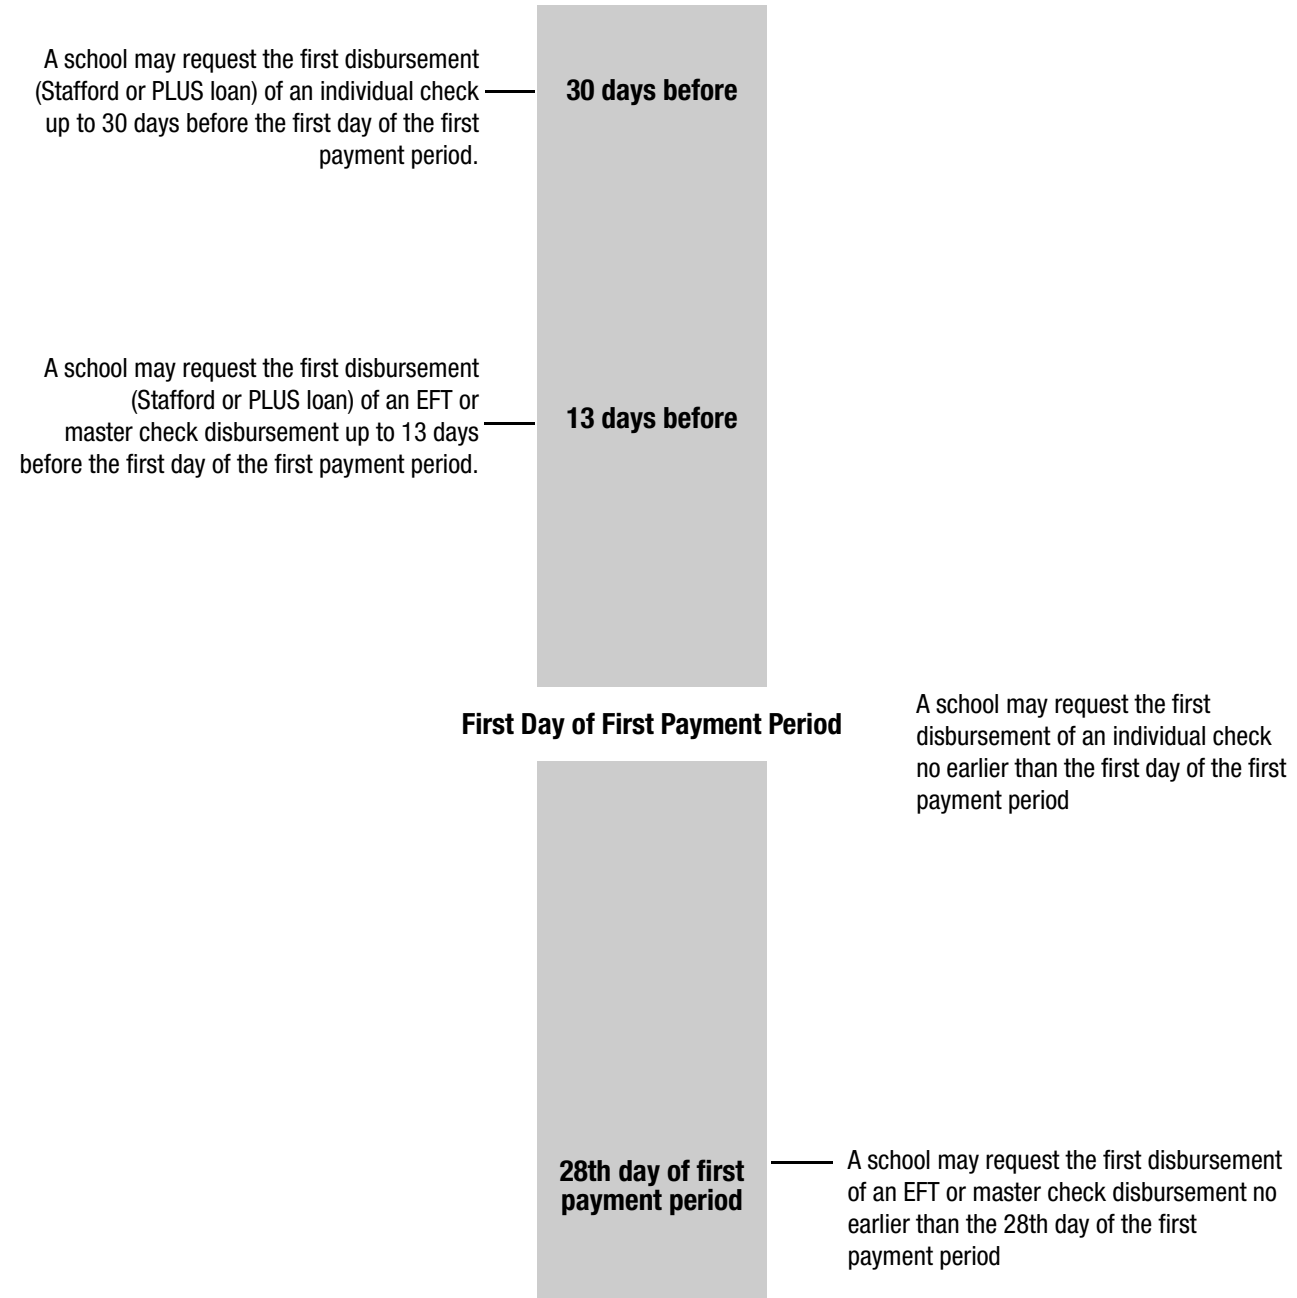 A school may request the first disbursement
(Stafford or PLUS loan) of an individual check
up to 30 days before the first day of the first
payment period.
30 days before
A school may request the first disbursement
(Stafford or PLUS loan) of an EFT or
master check disbursement up to 13 days
before the first day of the first payment period.
13 days before
First Day of First Payment Period
A school may request the first
disbursement of an individual check
no earlier than the first day of the first
payment period
28th day of first
payment period
A school may request the first disbursement
of an EFT or master check disbursement no
earlier than the 28th day of the first
payment period